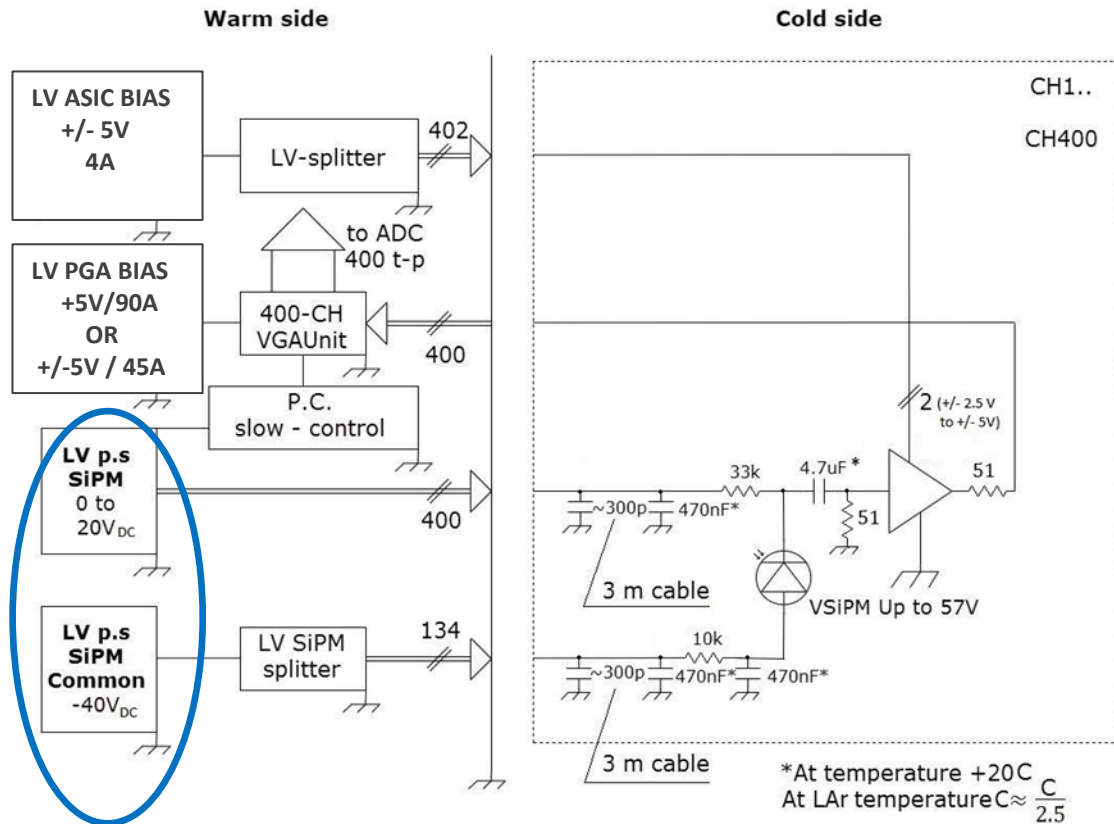 Warm side
Cold side
LV ASIC BIAS
+/- 5V
4A
LV-splitter
402
CH1..
CH400
to ADC
400 t-p
LV PGA BIAS
+5V/90A
OR
+/-5V / 45A
400-CH
VGAUnit
400
P.C.
slow - control
2 (+/- 2.5 V
to +/- 5V)
LV p.s
SiPM
0 to
20VDC
400
~300p
470nF*
33k
4.7uF*
51
51
3 m cable
VSiPM Up to 57V
LV p.s
SiPM
Common
-40VDC
LV SiPM
splitter
134
~300p
470nF*
10k
470nF*
3 m cable
*At temperature +20C
At LAr temperature C ≈ C
2.5